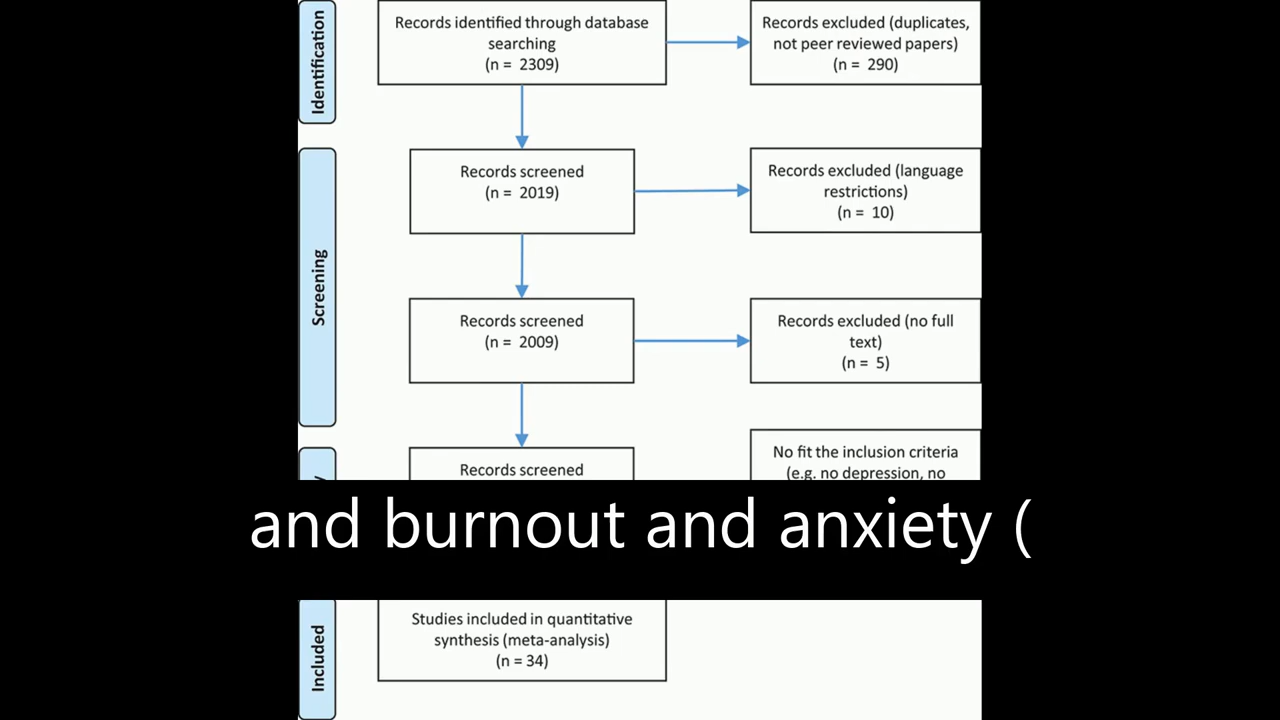 Identification
Records identified through database
searching
(n = 2309)
Records excluded (duplicates,
not peer reviewed papers)
(n = 290)
Screening
Records screened
(n = 2019)
Records excluded (language
restrictions)
(n = 10)
Records screened
(n = 2009)
Records excluded (no full
text)
(n = 5)
Records screened
No fit the inclusion criteria
(e.g. no depression, no
and burnout and anxiety (
Included
Studies included in quantitative
synthesis (meta-analysis)
(n = 34)